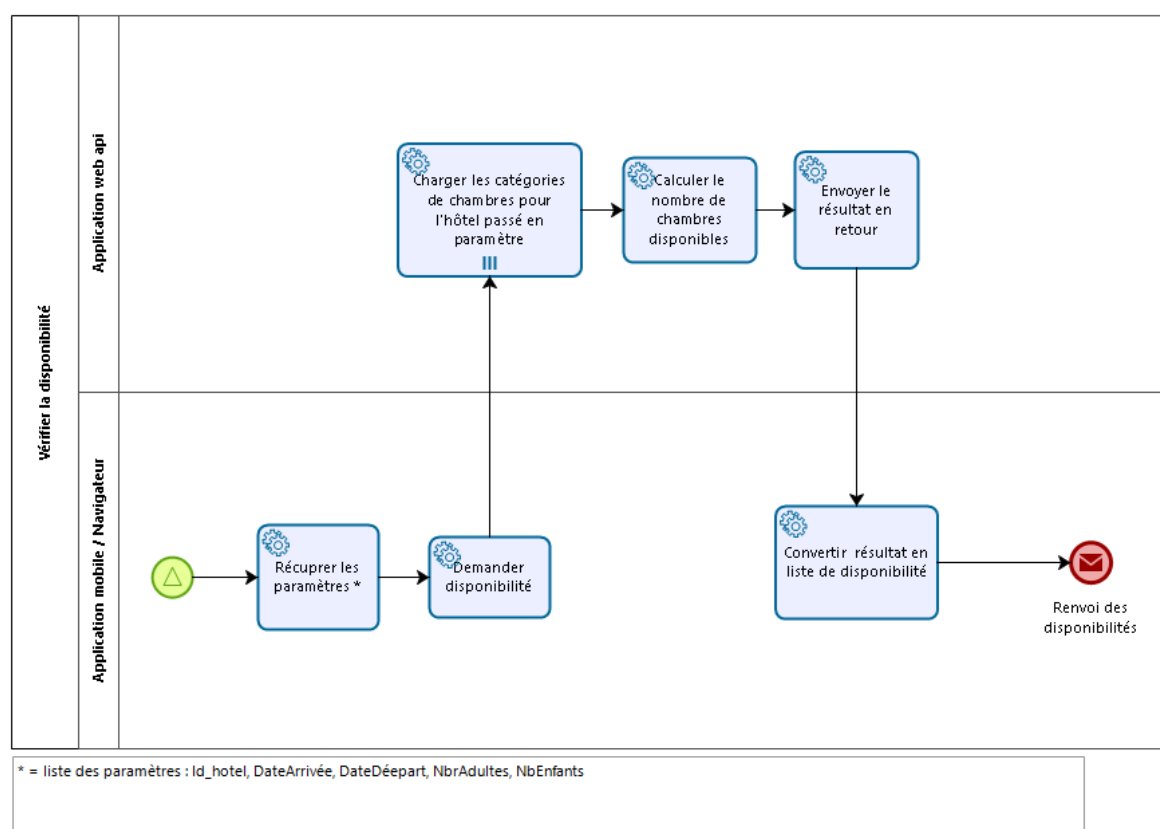 Vérifier la disponibilité
Application web api
Charger les catégories
de chambres pour
l'hôtel passé en
paramètre
Calculer le
nombre de
chambres
disponibles
Envoyer le
résultat en
retour
Application mobile / Navigateur
Récuprer les
paramètres *
Demander
disponibilité
Convertir résultat en
liste de disponibilité
Renvoi des
disponibilités
* = liste des paramètres : Id_hotel, DateArrivée, DateDéepart, NbrAdultes, NbEnfants